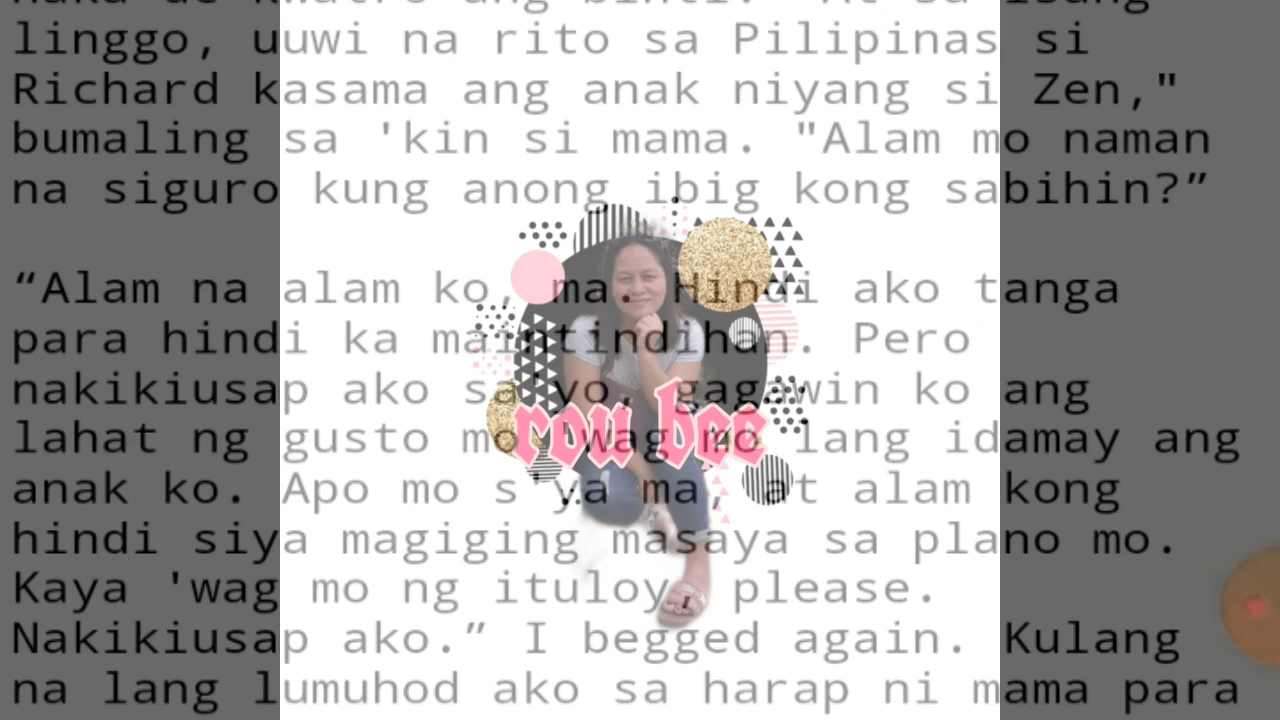 linggo, uuwi na rito sa Pilipinas si
Richard kasama ang anak niyang si Zen,"
bumaling sa 'kin si mama. "Alam mo naman
na siguro kung anong ibig kong sabihin?”
“Alam na alam ko, ma. Hindi ako tanga
para hindi ka maintindihan. Pero
nakikiusap ako sa'yo, gagawin ko ang
lahat ng gusto mo 'wag mo lang idamay ang
rou bee
anak ko. Apo mo s'ya ma, at alam kong
hindi siya magiging masaya sa plano mo.
Kaya 'wag mo ng ituloy, please.
Nakikiusap ako.” I begged again. Kulang
na lang lumuhod ako sa harap ni mama para